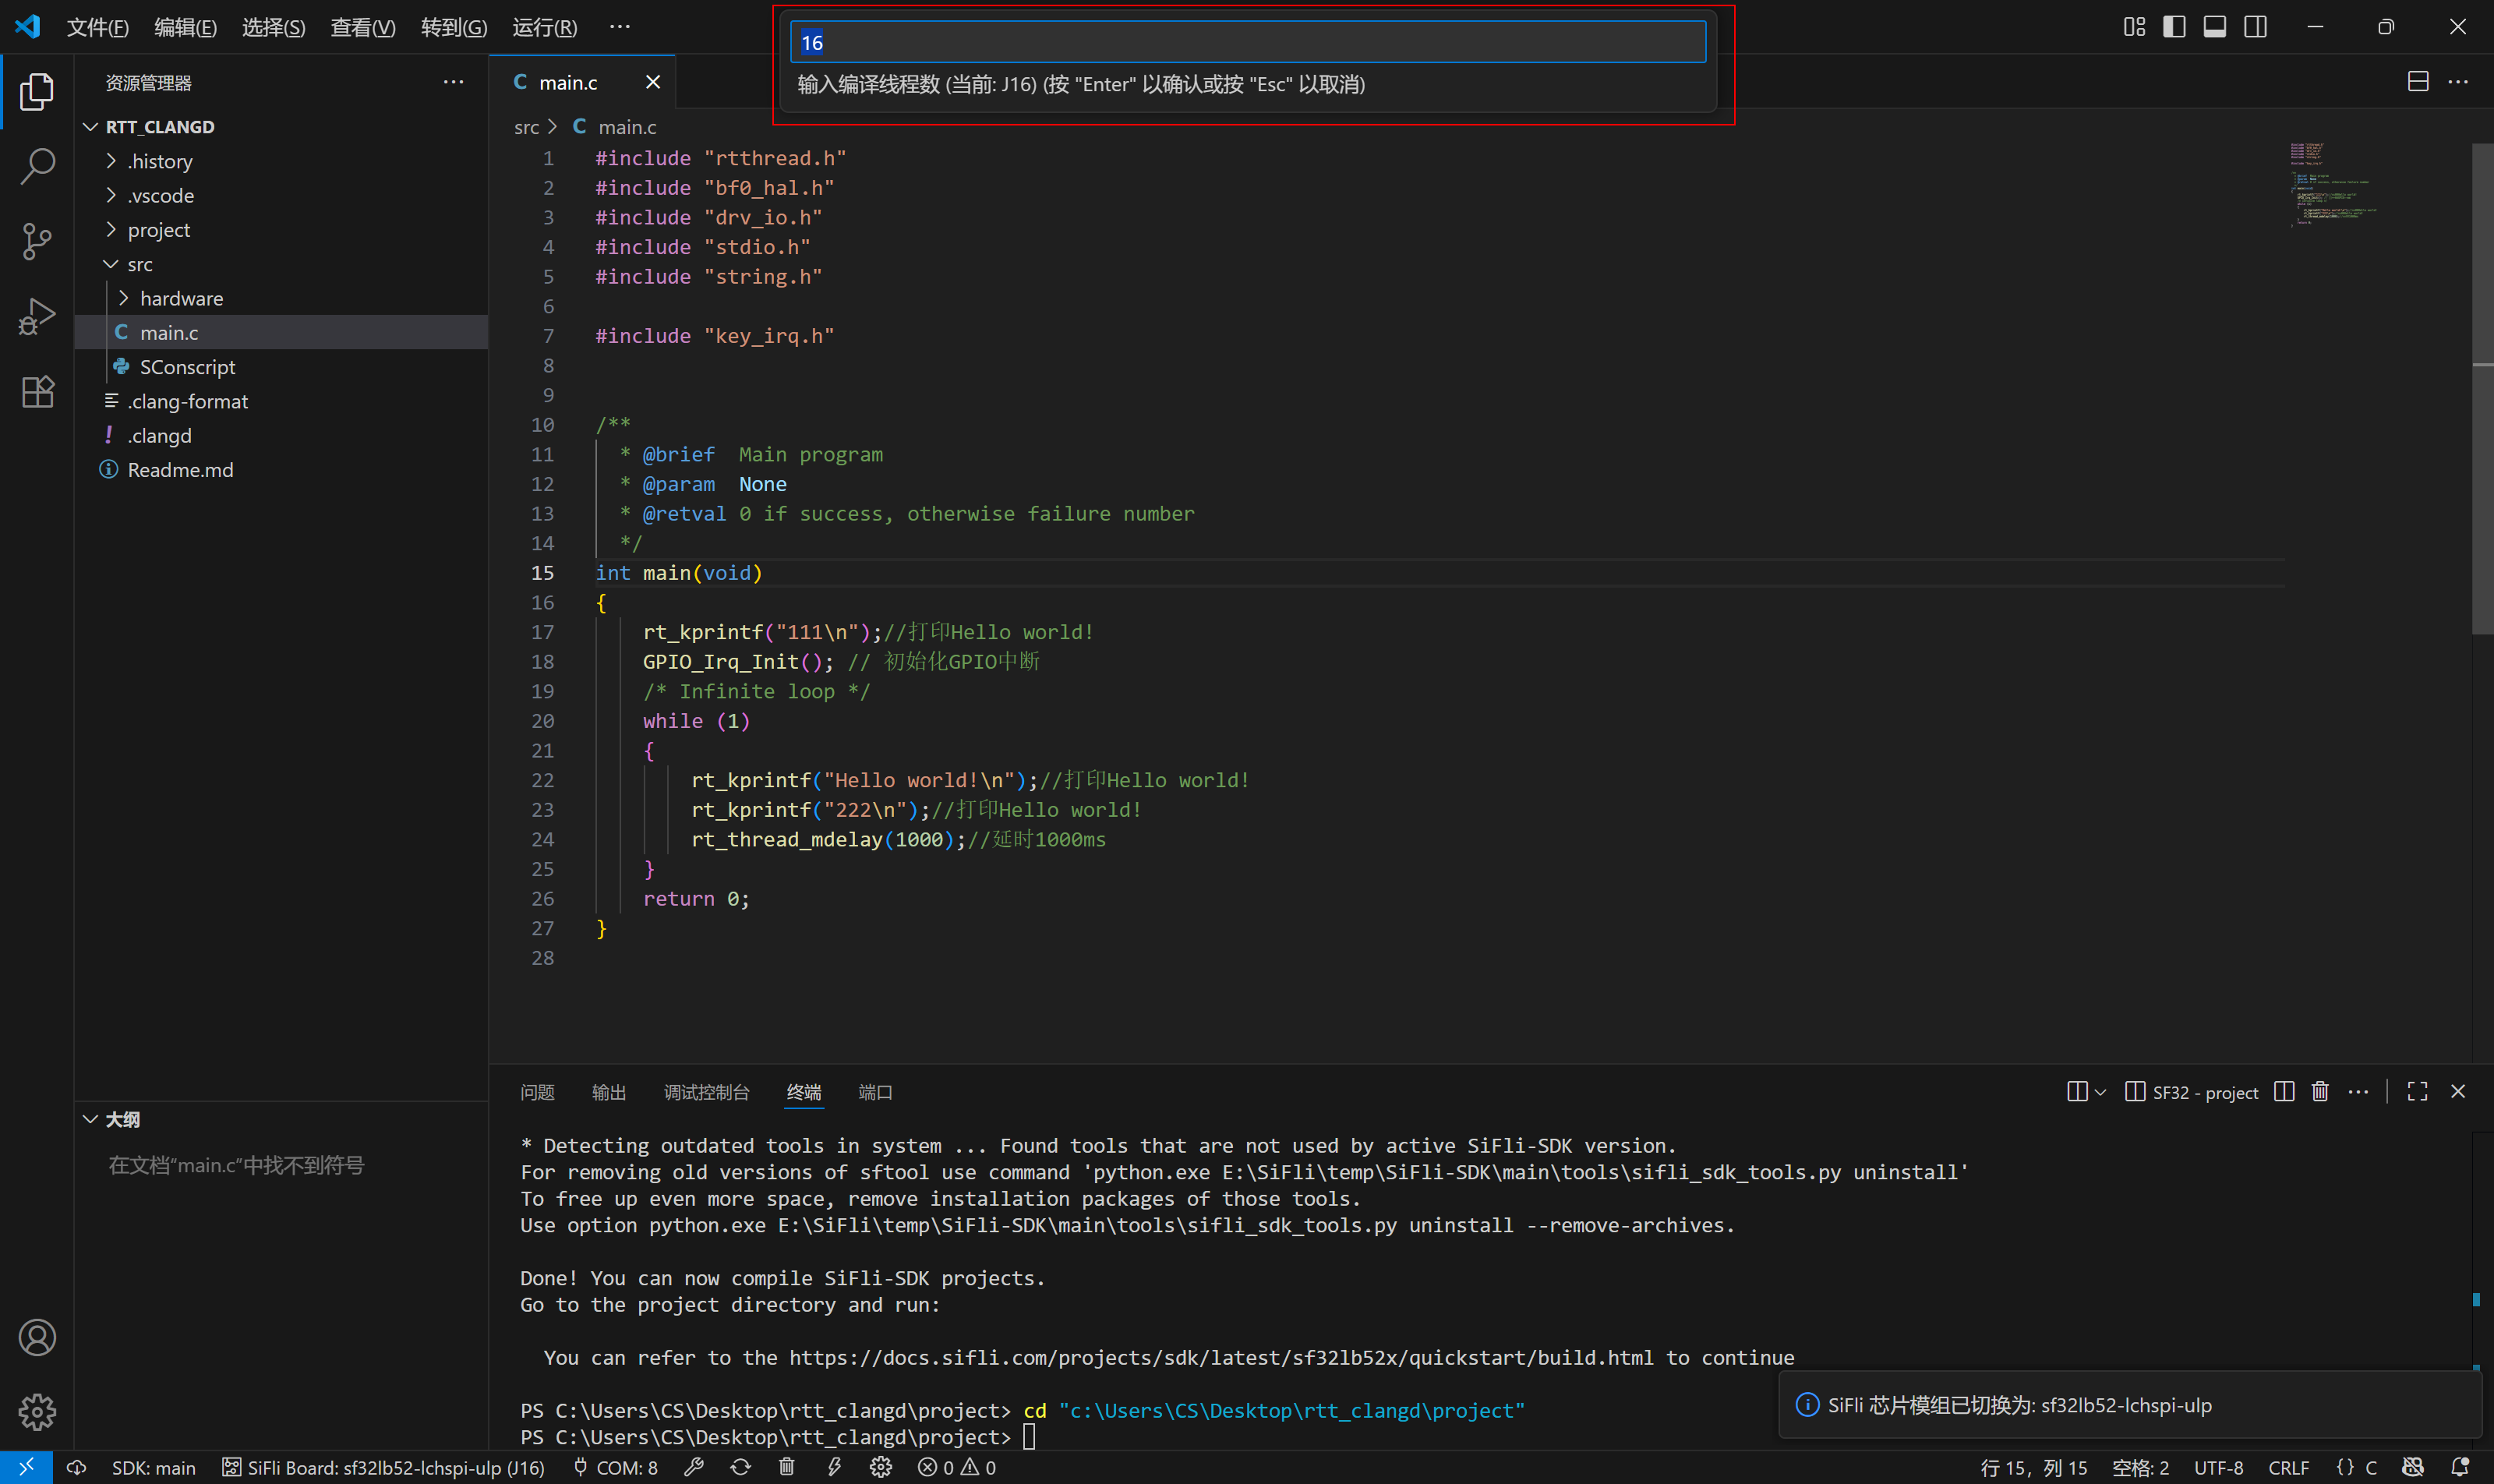 文件(F) 编辑(E) 选择(S) 查看(V) 转到(G) 运行(R) ···
16
输入编译线程数 (当前: J16) (按 "Enter" 以确认或按 "Esc" 以取消)
资源管理器
RTT_CLANGD
.history
.vscode
project
src
hardware
C main.c
SConscript
.clang-format
! .clangd
Readme.md
大纲
在文档“main.c”中找不到符号
C main.c
src > C main.c
1 #include "rtthread.h"
2 #include "bf0_hal.h"
3 #include "drv_io.h"
4 #include "stdio.h"
5 #include "string.h"
6
7 #include "key_irq.h"
8
9
10 /**
11 * @brief  Main program
12 * @param  None
13 * @retval 0 if success, otherwise failure number
14 */
15 int main(void)
16 {
17 rt_kprintf("111\n");//打印Hello world!
18 GPIO_Irq_Init(); // 初始化GPIO中断
19 /* Infinite loop */
20 while (1)
21 {
22 rt_kprintf("Hello world!\n");//打印Hello world!
23 rt_kprintf("222\n");//打印Hello world!
24 rt_thread_mdelay(1000);//延时1000ms
25 }
26 return 0;
27 }
28
问题 输出 调试控制台 终端 端口
SF32 - project
* Detecting outdated tools in system ... Found tools that are not used by active SiFli-SDK version.
For removing old versions of sftool use command 'python.exe E:\SiFli\temp\SiFli-SDK\main\tools\sifli_sdk_tools.py uninstall'
To free up even more space, remove installation packages of those tools.
Use option python.exe E:\SiFli\temp\SiFli-SDK\main\tools\sifli_sdk_tools.py uninstall --remove-archives.
Done! You can now compile SiFli-SDK projects.
Go to the project directory and run:
You can refer to the https://docs.sifli.com/projects/sdk/latest/sf32lb52x/quickstart/build.html to continue
PS C:\Users\CS\Desktop\rtt_clangd\project> cd "c:\Users\CS\Desktop\rtt_clangd\project"
PS C:\Users\CS\Desktop\rtt_clangd\project>
SiFli 芯片模组已切换为: sf32lb52-lchspi-ulp
SDK: main SiFli Board: sf32lb52-lchspi-ulp (J16) COM: 8 0 0 行 15，列 15 空格: 2 UTF-8 CRLF {} C